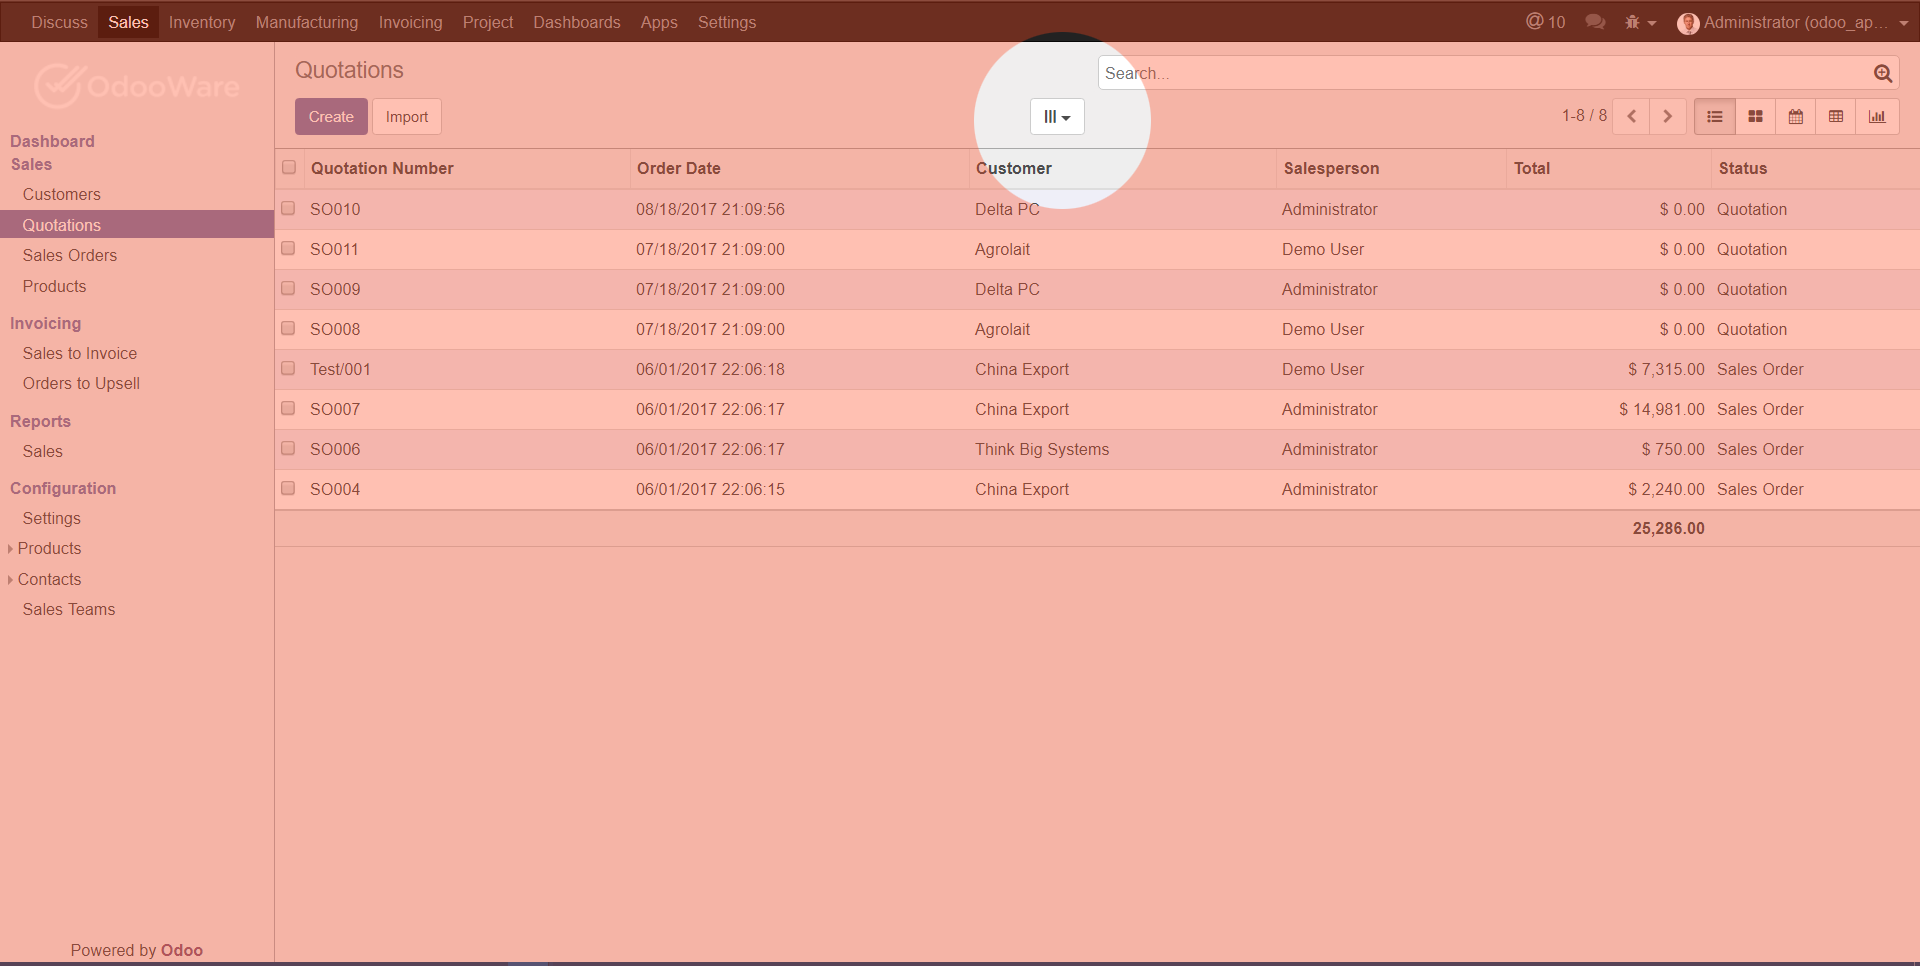 Discuss Sales Inventory Manufacturing Invoicing Project Dashboards Apps Settings @ 10 Administrator (odoo_ap...
OdooWare
Dashboard
Sales
Customers
Quotations
Sales Orders
Products
Invoicing
Sales to Invoice
Orders to Upsell
Reports
Sales
Configuration
Settings
Products
Contacts
Sales Teams
Powered by Odoo
Quotations
Search...
Create Import
1-8 / 8
Quotation Number Order Date Customer Salesperson Total Status
SO010 08/18/2017 21:09:56 Delta PC Administrator $ 0.00 Quotation
SO011 07/18/2017 21:09:00 Agrolait Demo User $ 0.00 Quotation
SO009 07/18/2017 21:09:00 Delta PC Administrator $ 0.00 Quotation
SO008 07/18/2017 21:09:00 Agrolait Demo User $ 0.00 Quotation
Test/001 06/01/2017 22:06:18 China Export Demo User $ 7,315.00 Sales Order
SO007 06/01/2017 22:06:17 China Export Administrator $ 14,981.00 Sales Order
SO006 06/01/2017 22:06:17 Think Big Systems Administrator $ 750.00 Sales Order
SO004 06/01/2017 22:06:15 China Export Administrator $ 2,240.00 Sales Order
25,286.00